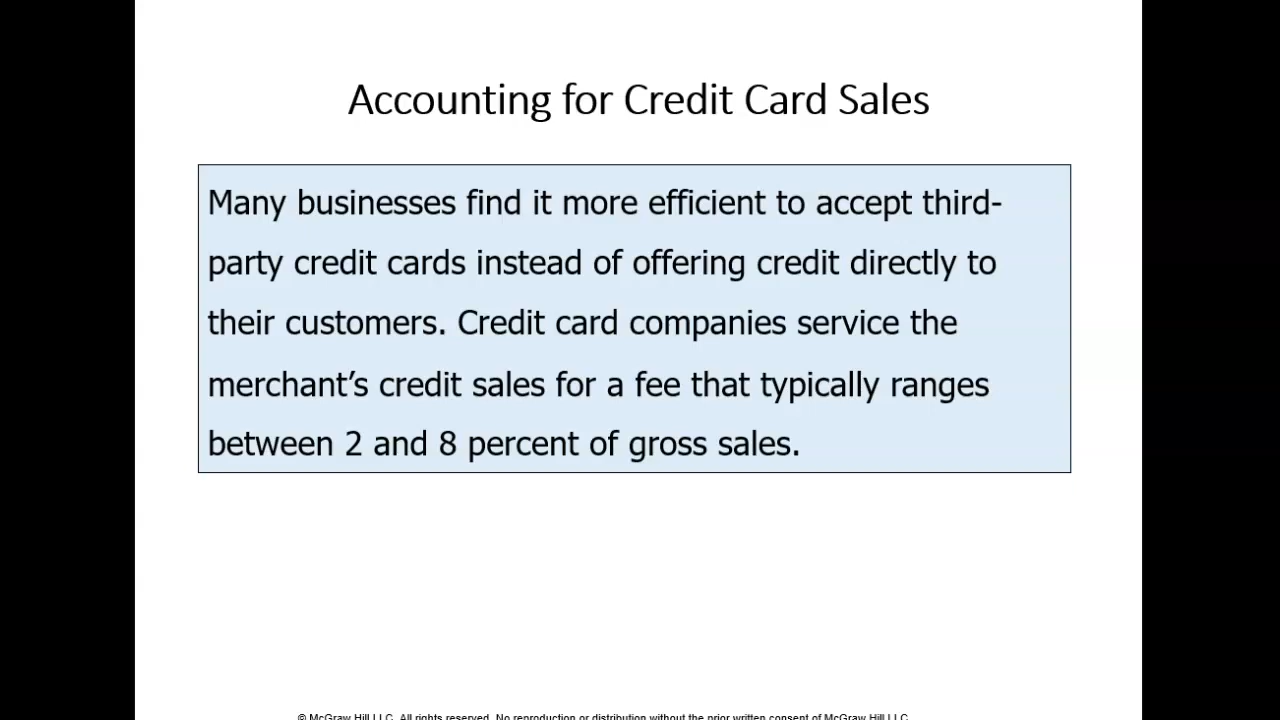 Accounting for Credit Card Sales
Many businesses find it more efficient to accept third-
party credit cards instead of offering credit directly to
their customers. Credit card companies service the
merchant’s credit sales for a fee that typically ranges
between 2 and 8 percent of gross sales.
© McGraw Hill LLC. All rights reserved. No reproduction or distribution without the prior written consent of McGraw Hill LLC.